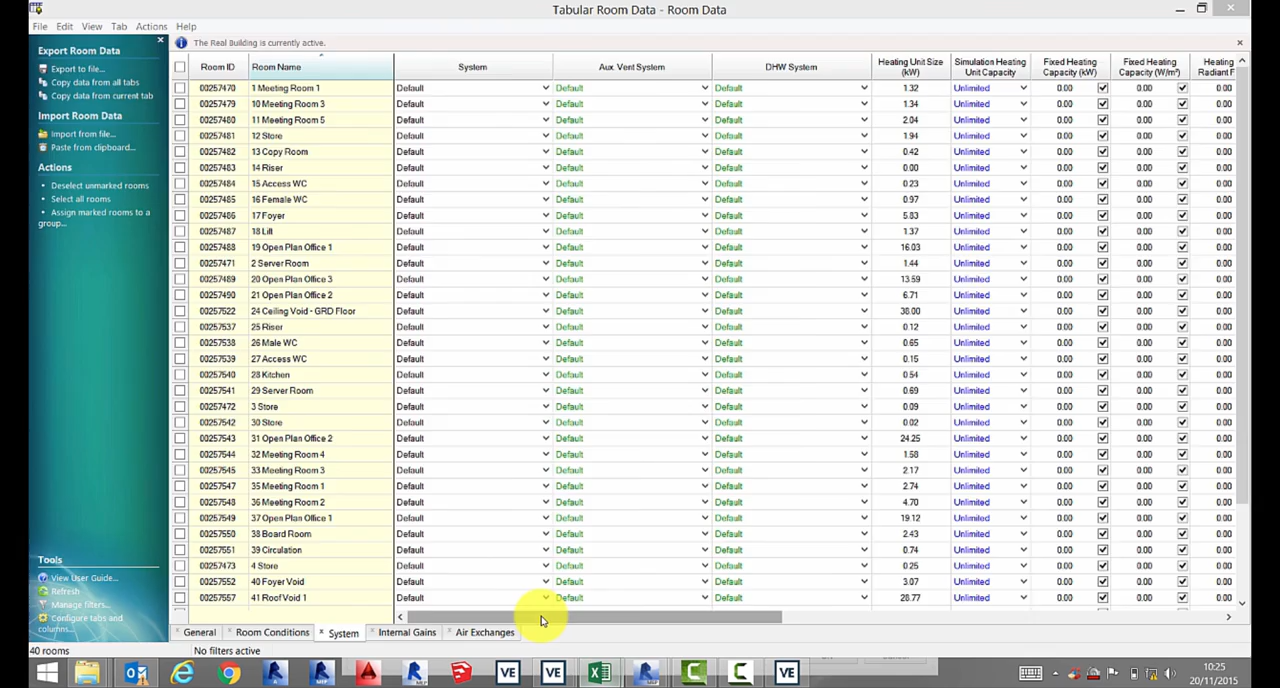 Tabular Room Data - Room Data
File Edit View Tab Actions Help
Export Room Data
Export to file...
Copy data from all tabs
Copy data from current tab
Import Room Data
Import from file...
Paste from clipboard...
Actions
Deselect unmarked rooms
Select all rooms
Assign marked rooms to a
group...
Tools
View User Guide...
Refresh
Manage filters...
Configure tabs and
columns...
The Real Building is currently active.
Room ID Room Name System Aux. Vent System DHW System Heating Unit Size (kW) Simulation Heating Unit Capacity Fixed Heating Capacity (kW) Fixed Heating Capacity (W/m²) Heating Radiant F
00257470 1 Meeting Room 1 Default Default Default 1.32 Unlimited 0.00 0.00 0.00
00257479 10 Meeting Room 3 Default Default Default 1.34 Unlimited 0.00 0.00 0.00
00257480 11 Meeting Room 5 Default Default Default 2.04 Unlimited 0.00 0.00 0.00
00257481 12 Store Default Default Default 1.94 Unlimited 0.00 0.00 0.00
00257482 13 Copy Room Default Default Default 0.42 Unlimited 0.00 0.00 0.00
00257483 14 Riser Default Default Default 0.00 Unlimited 0.00 0.00 0.00
00257484 15 Access WC Default Default Default 0.23 Unlimited 0.00 0.00 0.00
00257485 16 Female WC Default Default Default 0.97 Unlimited 0.00 0.00 0.00
00257486 17 Foyer Default Default Default 5.83 Unlimited 0.00 0.00 0.00
00257487 18 Lill Default Default Default 1.37 Unlimited 0.00 0.00 0.00
00257488 19 Open Plan Office 1 Default Default Default 16.03 Unlimited 0.00 0.00 0.00
00257471 2 Server Room Default Default Default 1.44 Unlimited 0.00 0.00 0.00
00257489 20 Open Plan Office 3 Default Default Default 13.59 Unlimited 0.00 0.00 0.00
00257490 21 Open Plan Office 2 Default Default Default 6.71 Unlimited 0.00 0.00 0.00
00257522 24 Ceiling Void - GRD Floor Default Default Default 38.00 Unlimited 0.00 0.00 0.00
00257537 25 Riser Default Default Default 0.12 Unlimited 0.00 0.00 0.00
00257538 26 Male WC Default Default Default 0.65 Unlimited 0.00 0.00 0.00
00257539 27 Access WC Default Default Default 0.15 Unlimited 0.00 0.00 0.00
00257540 28 Kitchen Default Default Default 0.54 Unlimited 0.00 0.00 0.00
00257541 29 Server Room Default Default Default 0.69 Unlimited 0.00 0.00 0.00
00257472 3 Store Default Default Default 0.09 Unlimited 0.00 0.00 0.00
00257542 30 Store Default Default Default 0.02 Unlimited 0.00 0.00 0.00
00257543 31 Open Plan Office 2 Default Default Default 24.25 Unlimited 0.00 0.00 0.00
00257544 32 Meeting Room 4 Default Default Default 1.58 Unlimited 0.00 0.00 0.00
00257545 33 Meeting Room 3 Default Default Default 2.17 Unlimited 0.00 0.00 0.00
00257547 35 Meeting Room 1 Default Default Default 2.74 Unlimited 0.00 0.00 0.00
00257548 36 Meeting Room 2 Default Default Default 4.70 Unlimited 0.00 0.00 0.00
00257549 37 Open Plan Office 1 Default Default Default 19.12 Unlimited 0.00 0.00 0.00
00257550 38 Board Room Default Default Default 2.43 Unlimited 0.00 0.00 0.00
00257551 39 Circulation Default Default Default 0.74 Unlimited 0.00 0.00 0.00
00257473 4 Store Default Default Default 0.25 Unlimited 0.00 0.00 0.00
00257552 40 Foyer Void Default Default Default 3.07 Unlimited 0.00 0.00 0.00
00257557 41 Roof Void 1 Default Default Default 28.77 Unlimited 0.00 0.00 0.00
General Room Conditions System Internal Gains Air Exchanges
40 rooms No filters active
VE VE VE
10:25
20/11/2015